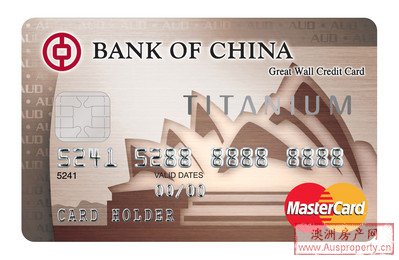 BANK OF CHINA
Great Wall Credit Card
AUD
TITANIUM
5241 5288 8888 8888
5241
VALID DATES
00/00
CARD HOLDER
MasterCard
澳洲房产网
www.Ausproperty.cn